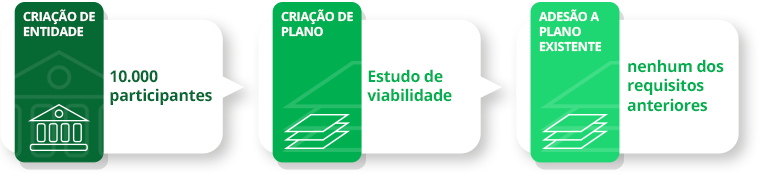 CRIAÇÃO DE
ENTIDADE
10.000
participantes
CRIAÇÃO DE
PLANO
Estudo de
viabilidade
ADESÃO A
PLANO
EXISTENTE
nenhum dos
requisitos
anteriores